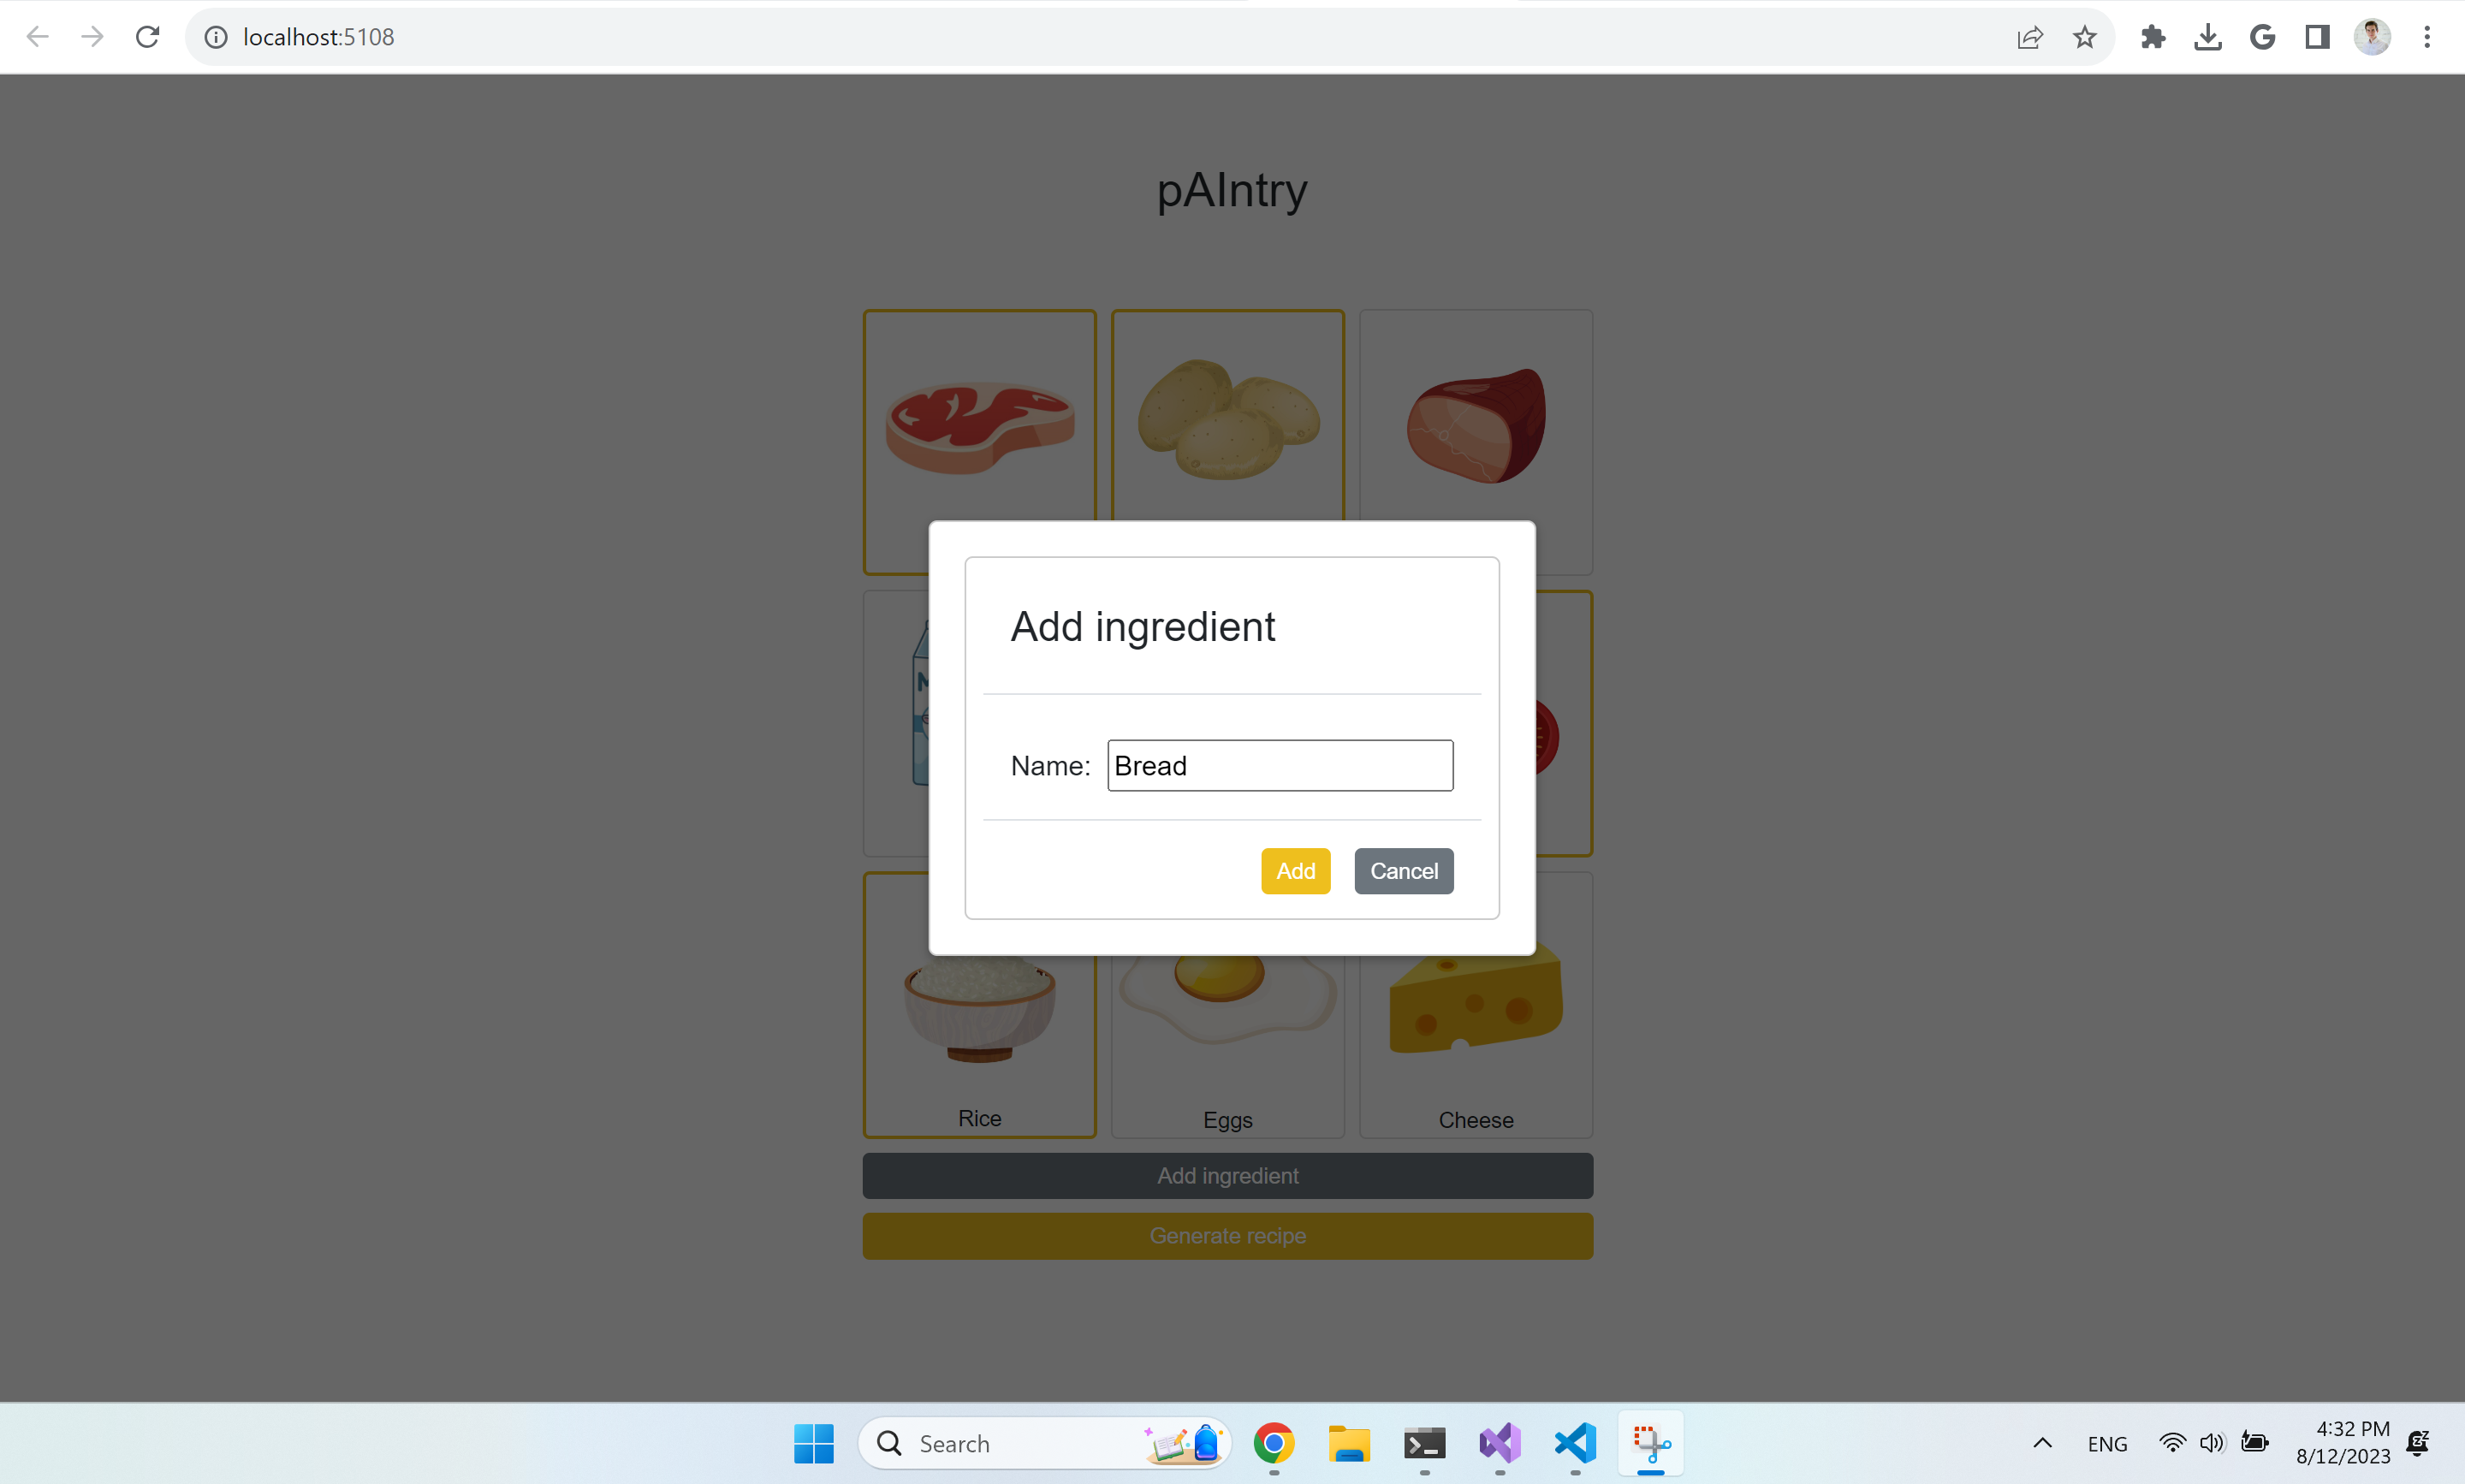 localhost:5108
pAIntry
Add ingredient
Name: Bread
Add Cancel
Rice Eggs Cheese
Add ingredient
Generate recipe
Search
ENG
4:32 PM
8/12/2023